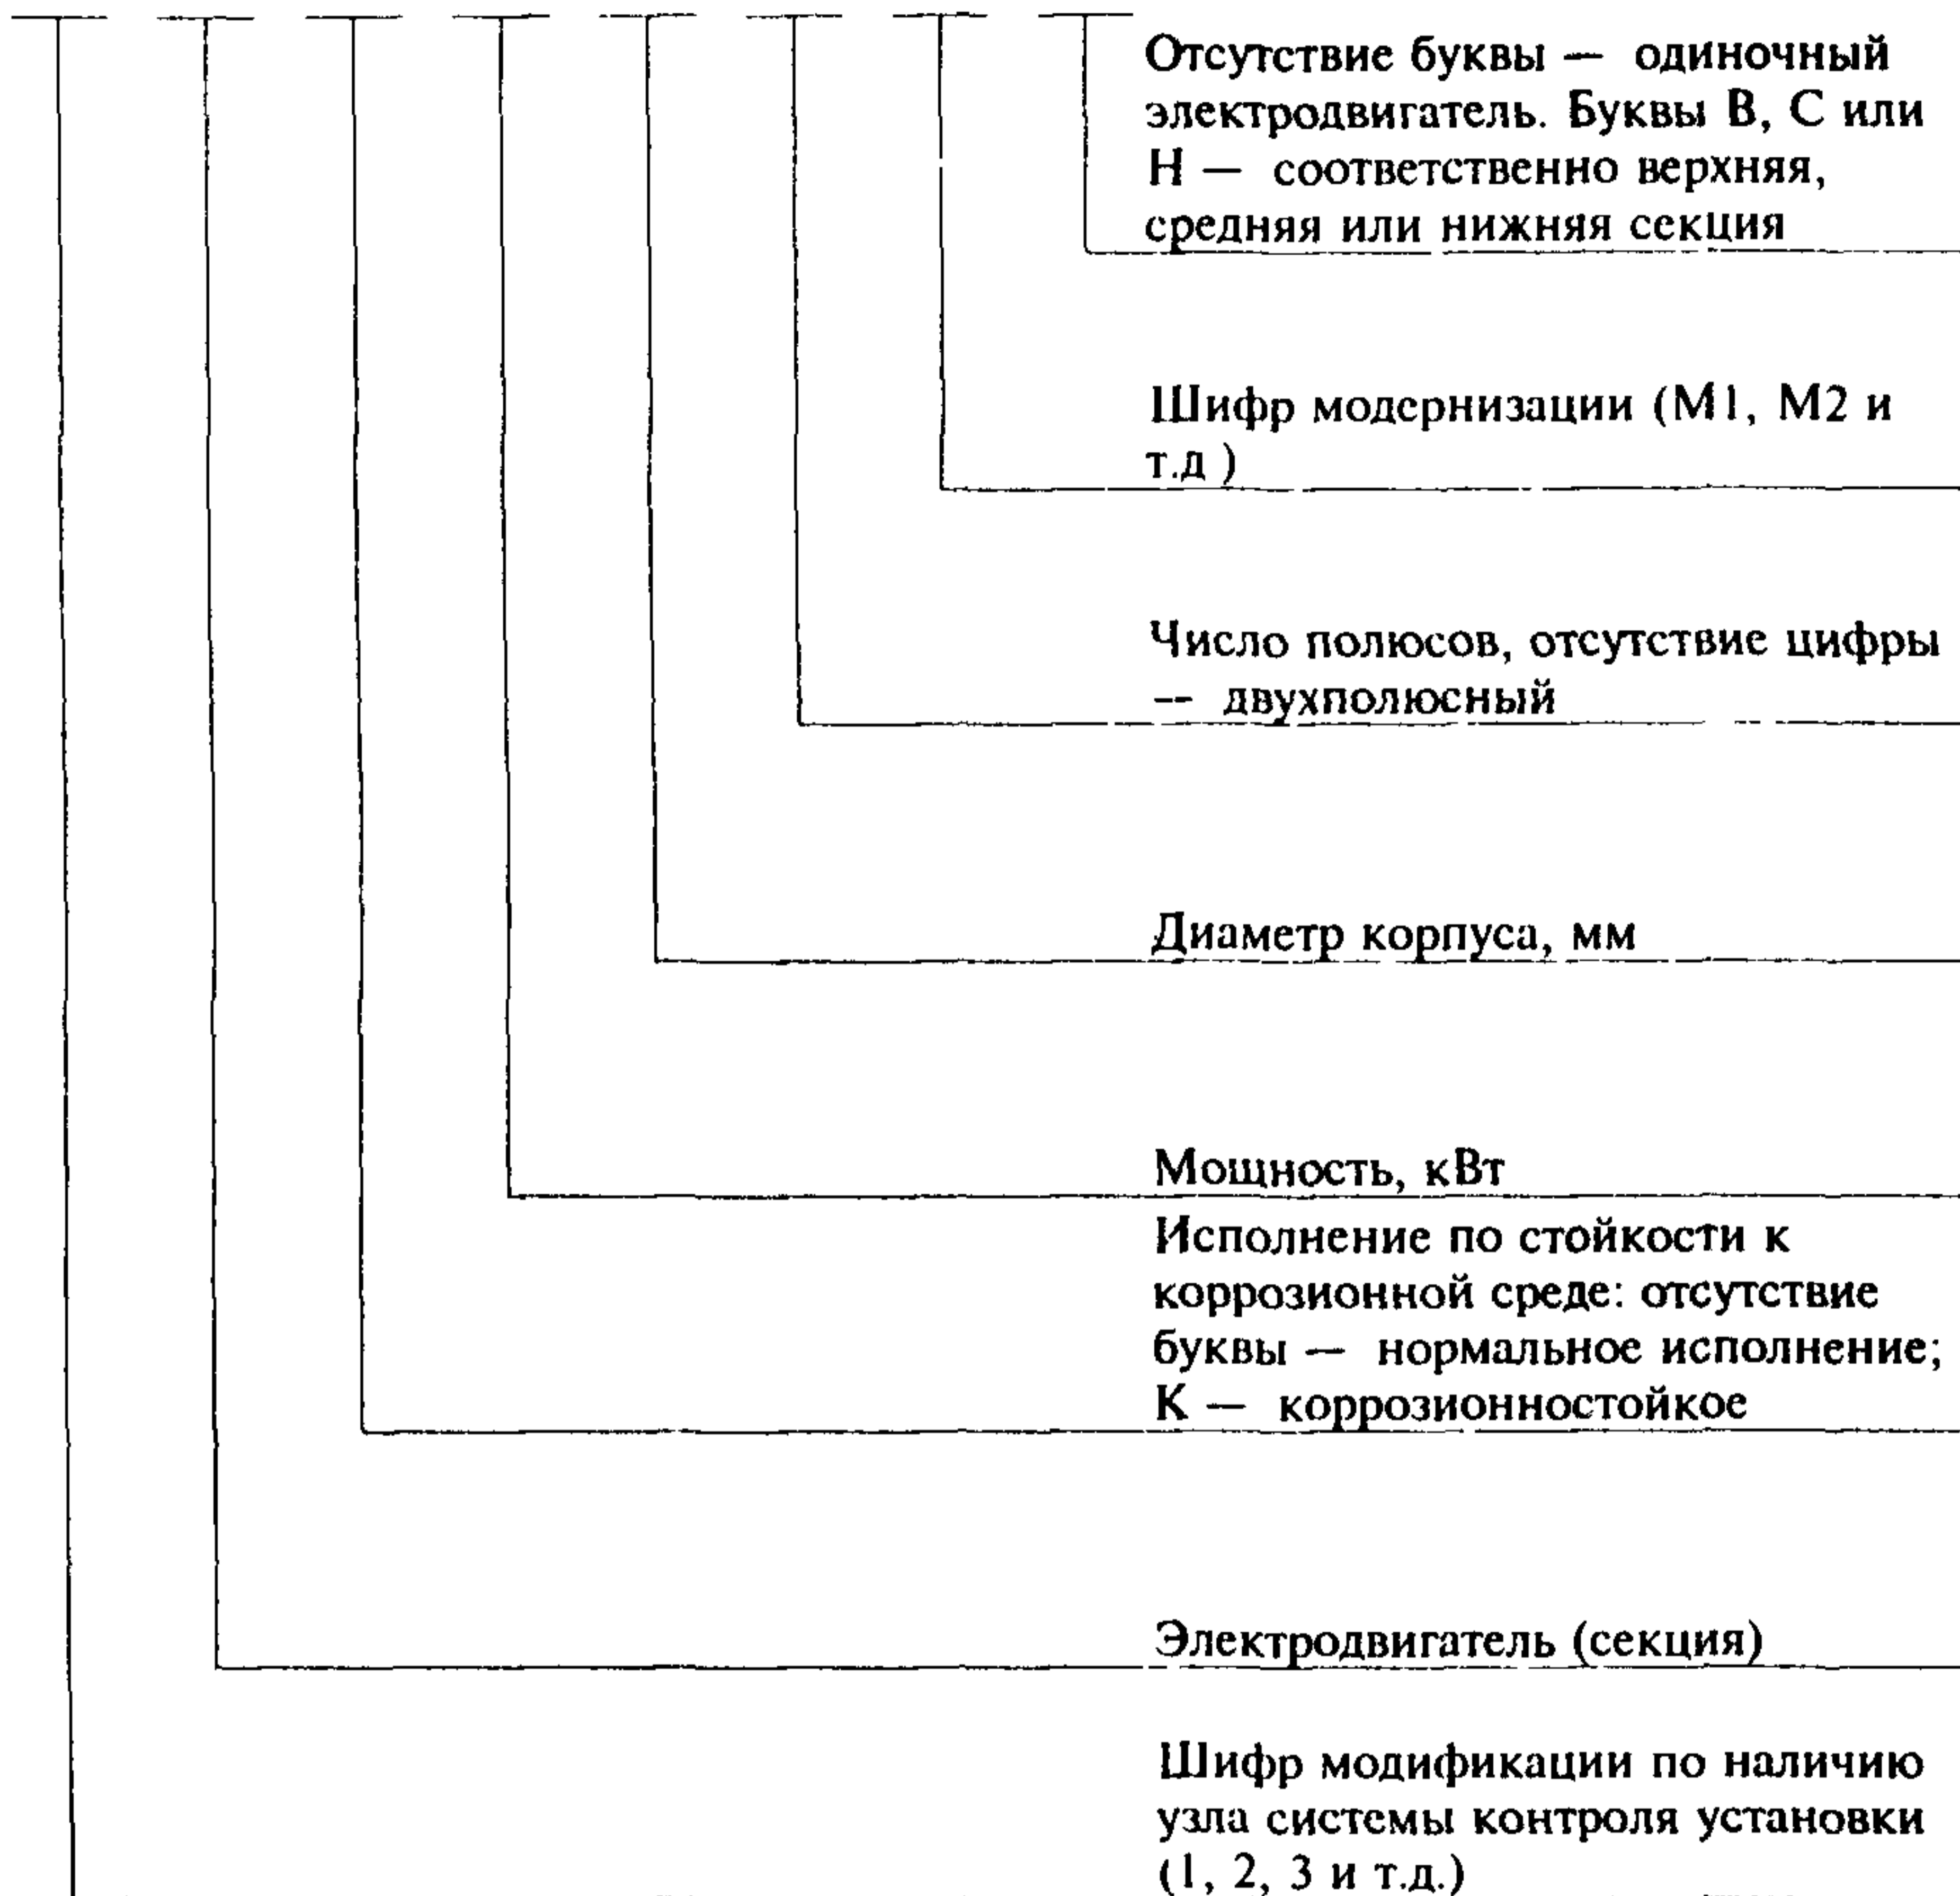 Отсутствие буквы — одиночный
электродвигатель. Буквы В, С или
Н — соответственно верхняя,
средняя или нижняя секция
Шифр модернизации (М1, М2 и
т.д )
Число полюсов, отсутствие цифры
— двухполюсный
Диаметр корпуса, мм
Мощность, кВт
Исполнение по стойкости к
коррозионной среде: отсутствие
буквы — нормальное исполнение;
К — коррозионностойкое
Электродвигатель (секция)
Шифр модификации по наличию
узла системы контроля установки
(1, 2, 3 и т.д.)